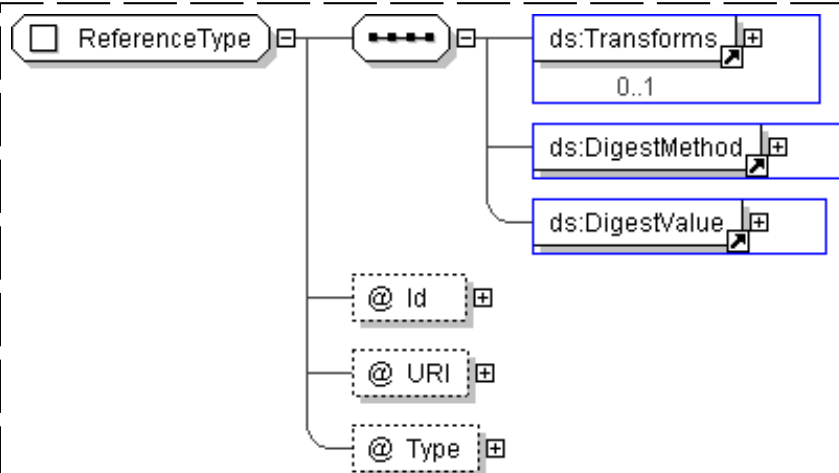 ReferenceType
ds:Transforms
0..1
ds:DigestMethod
ds:DigestValue
@ Id
@ URI
@ Type